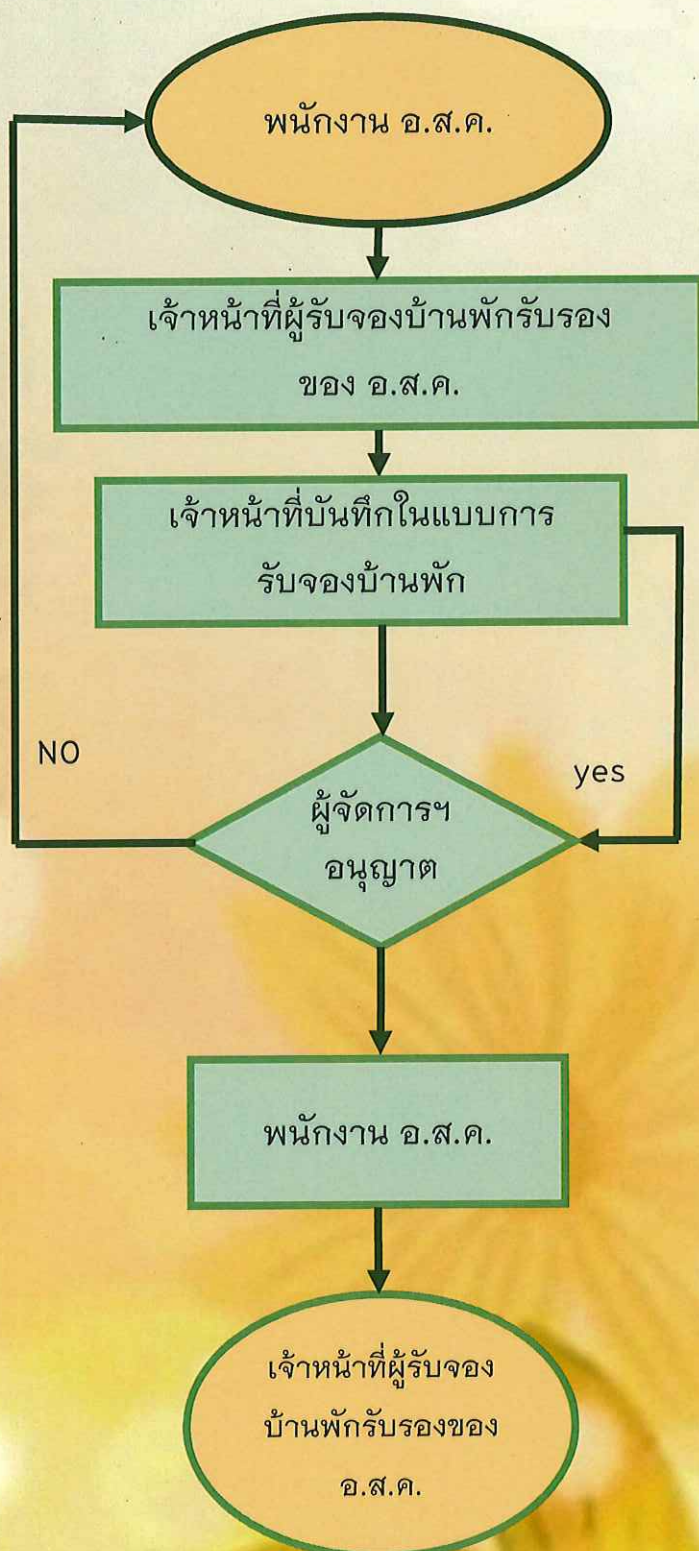 พนักงาน อ.ส.ค.
เจ้าหน้าที่ผู้รับจองบ้านพักรับรอง
ของ อ.ส.ค.
เจ้าหน้าที่บันทึกในแบบการ
รับจองบ้านพัก
NO
yes
ผู้จัดการฯ
อนุญาต
พนักงาน อ.ส.ค.
เจ้าหน้าที่ผู้รับจอง
บ้านพักรับรองของ
อ.ส.ค.